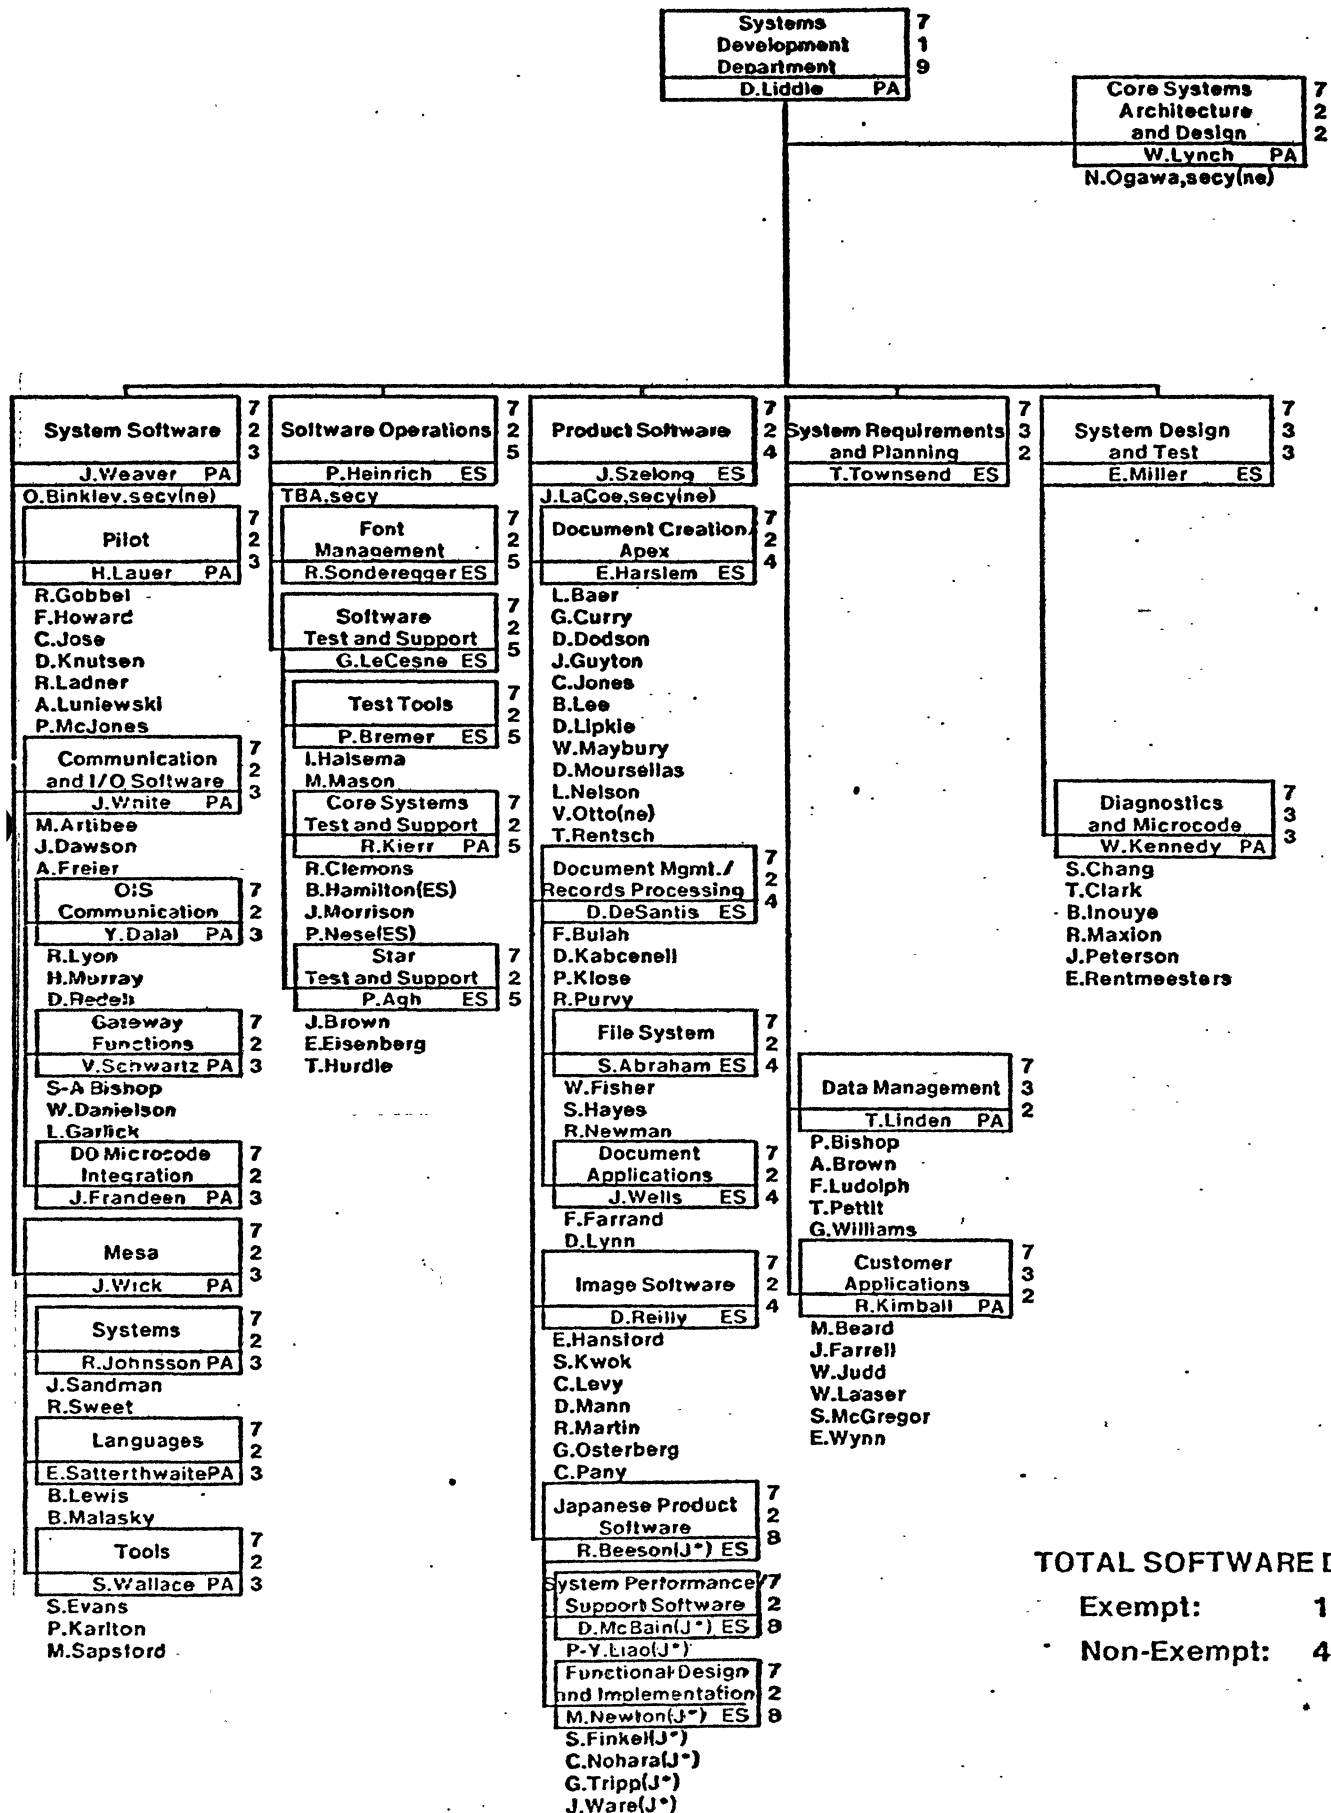 Systems
Development
Department
D.Liddle PA
7
1
9
Core Systems
Architecture
and Design
W.Lynch PA
7
2
2
N.Ogawa,secy(ne)
System Software
J.Weaver PA
7
2
3
O.Binkley,secy(ne)
Pilot
H.Lauer PA
7
2
3
R.Gobbel
F.Howard
C.Jose
D.Knutsen
R.Ladner
A.Luniewski
P.McJones
Communication
and I/O Software
J.White PA
7
2
3
M.Artibee
J.Dawson
A.Freier
OIS
Communication
Y.Dalal PA
7
2
3
R.Lyon
H.Murray
D.Redell
Gateway
Functions
V.Schwartz PA
7
2
3
S-A Bishop
W.Danielson
L.Garlick
DO Microcode
Integration
J.Frandeen PA
7
2
3
Mesa
J.Wick PA
7
2
3
Systems
R.Johnsson PA
7
2
3
J.Sandman
R.Sweet
Languages
E.Satterthwaite PA
7
2
3
B.Lewis
B.Malasky
Tools
S.Wallace PA
7
2
3
S.Evans
P.Karlton
M.Sapsford
Software Operations
P.Heinrich ES
7
2
5
TBA,secy
Font
Management
R.Sonderegger ES
7
2
5
Software
Test and Support
G.LeCesne ES
7
2
5
Test Tools
P.Bremer ES
7
2
5
I.Halsema
M.Mason
Core Systems
Test and Support
R.Kierr PA
7
2
5
R.Clemons
B.Hamilton(ES)
J.Morrison
P.Nese(ES)
Star
Test and Support
P.Agh ES
7
2
5
J.Brown
E.Eisenberg
T.Hurdle
Product Software
J.Szelong ES
7
2
4
J.LaCoe,secy(ne)
Document Creation/
Apex
E.Harslem ES
7
2
4
L.Baer
G.Curry
D.Dodson
J.Guyton
C.Jones
B.Lee
D.Lipkie
W.Maybury
D.Moursellas
L.Nelson
V.Otto(ne)
T.Rentsch
Document Mgmt./
Records Processing
D.DeSantis ES
7
2
4
F.Bulah
D.Kabcenell
P.Klose
R.Purvy
File System
S.Abraham ES
7
2
4
W.Fisher
S.Hayes
R.Newman
Document
Applications
J.Wells ES
7
2
4
F.Farrand
D.Lynn
Image Software
D.Reilly ES
7
2
4
E.Hansford
S.Kwok
C.Levy
D.Mann
R.Martin
G.Osterberg
C.Pany
Japanese Product
Software
R.Beeson(J*) ES
7
2
8
System Performance/
Support Software
D.McBain(J*) ES
7
2
8
P-Y.Liao(J*)
Functional Design
and Implementation
M.Newton(J*) ES
7
2
8
S.Finkel(J*)
C.Nohara(J*)
G.Tripp(J*)
J.Ware(J*)
System Requirements
and Planning
T.Townsend ES
7
3
2
Data Management
T.Linden PA
7
3
2
P.Bishop
A.Brown
F.Ludolph
T.Pettit
G.Williams
Customer
Applications
R.Kimball PA
7
3
2
M.Beard
J.Farrell
W.Judd
W.Laaser
S.McGregor
E.Wynn
System Design
and Test
E.Miller ES
7
3
3
Diagnostics
and Microcode
W.Kennedy PA
7
3
3
S.Chang
T.Clark
B.Inouye
R.Maxion
J.Peterson
E.Rentmeesters
TOTAL SOFTWARE D
Exempt: 1
Non-Exempt: 4